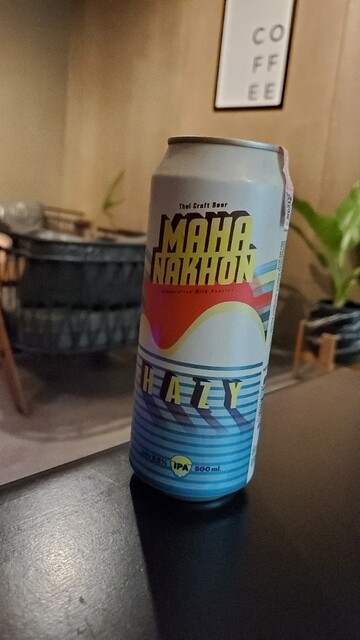 CO
FF
EE
Thai Craft Beer
MAHA
NAKHON
HAZY
IPA
500 ml